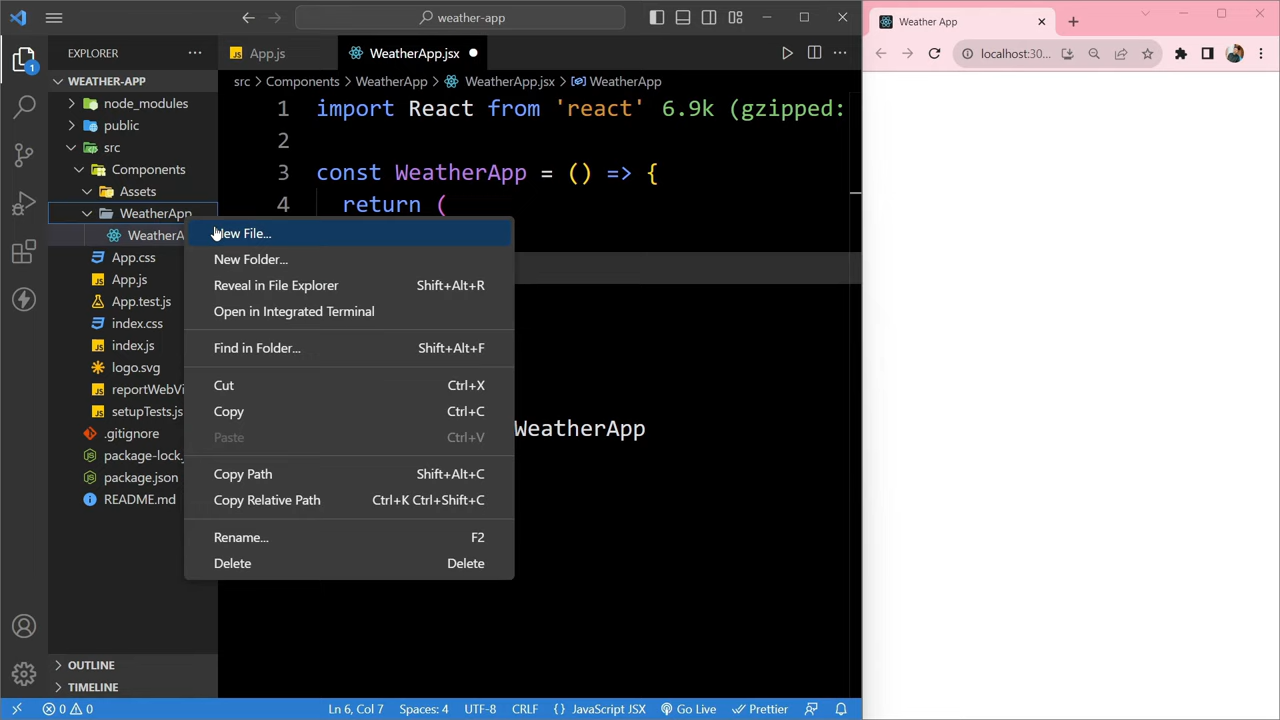 weather-app
EXPLORER
App.js
WeatherApp.jsx
WEATHER-APP
src > Components > WeatherApp > WeatherApp.jsx > WeatherApp
node_modules
public
src
Components
Assets
WeatherApp
WeatherA
App.css
App.js
App.test.js
index.css
index.js
logo.svg
reportWebVi
setupTests.js
.gitignore
package-lock.
package.json
README.md
OUTLINE
TIMELINE
1
1 import React from 'react' 6.9k (gzipped:
2
3 const WeatherApp = () => {
4 return (
WeatherApp
New File...
New Folder...
Reveal in File Explorer Shift+Alt+R
Open in Integrated Terminal
Find in Folder... Shift+Alt+F
Cut Ctrl+X
Copy Ctrl+C
Paste Ctrl+V
Copy Path Shift+Alt+C
Copy Relative Path Ctrl+K Ctrl+Shift+C
Rename... F2
Delete Delete
0 0
Ln 6, Col 7
Spaces: 4
UTF-8
CRLF
{} JavaScript JSX
Go Live
Prettier
Weather App
localhost:30...